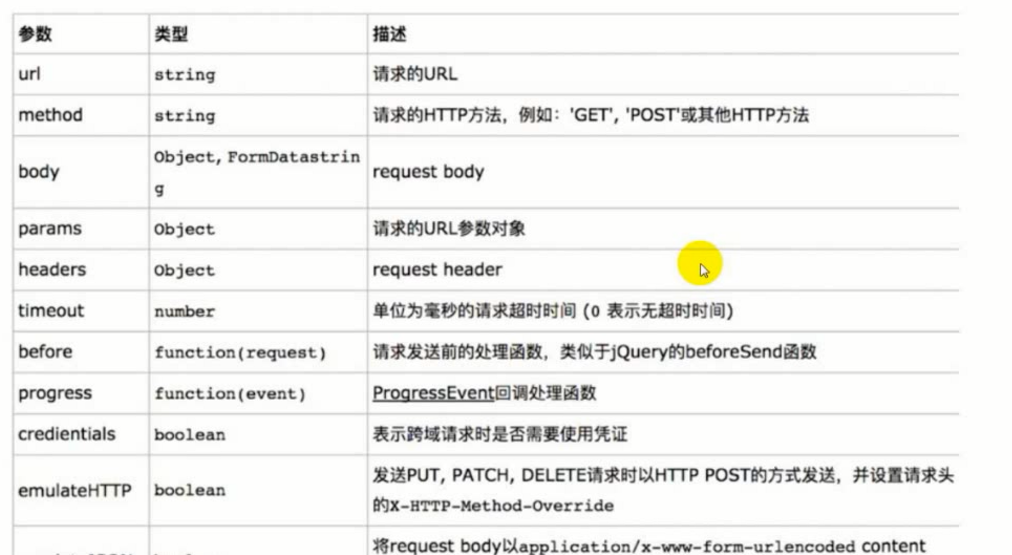 参数 类型 描述
url string 请求的URL
method string 请求的HTTP方法，例如：'GET', 'POST'或其他HTTP方法
body Object, FormDatastrin
g request body
params Object 请求的URL参数对象
headers Object request header
timeout number 单位为毫秒的请求超时时间 (0 表示无超时时间)
before function(request) 请求发送前的处理函数，类似于jQuery的beforeSend函数
progress function(event) ProgressEvent回调处理函数
credentials boolean 表示跨域请求时是否需要使用凭证
emulateHTTP boolean 发送PUT, PATCH, DELETE请求时以HTTP POST的方式发送，并设置请求头
的X-HTTP-Method-Override
将request body以application/x-www-form-urlencoded content